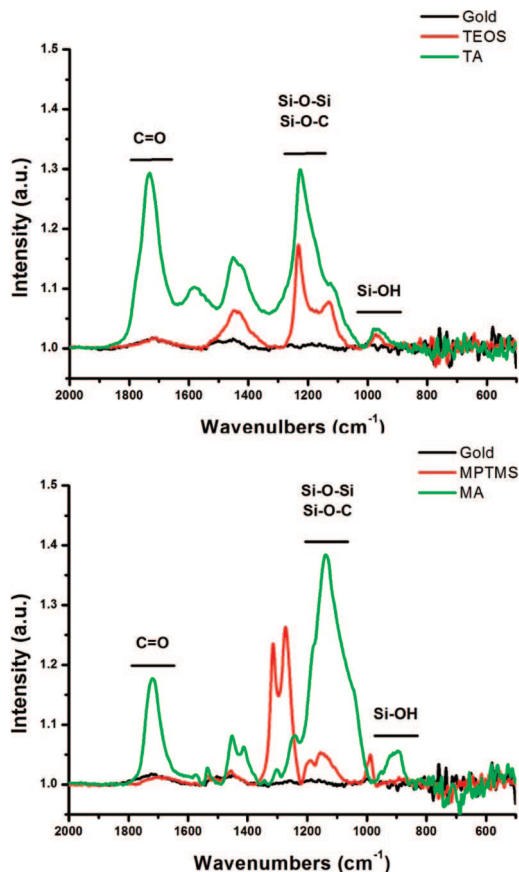 Gold
TEOS
TA
Si-O-Si
Si-O-C
C=O
Si-OH
Intensity (a.u.)
1.5
1.4
1.3
1.2
1.1
1.0
2000 1800 1600 1400 1200 1000 800 600
Wavenulbers (cm⁻¹)
Gold
MPTMS
MA
Si-O-Si
Si-O-C
C=O
Si-OH
Intensity (a.u.)
1.5
1.4
1.3
1.2
1.1
1.0
2000 1800 1600 1400 1200 1000 800 600
Wavenumbers (cm⁻¹)